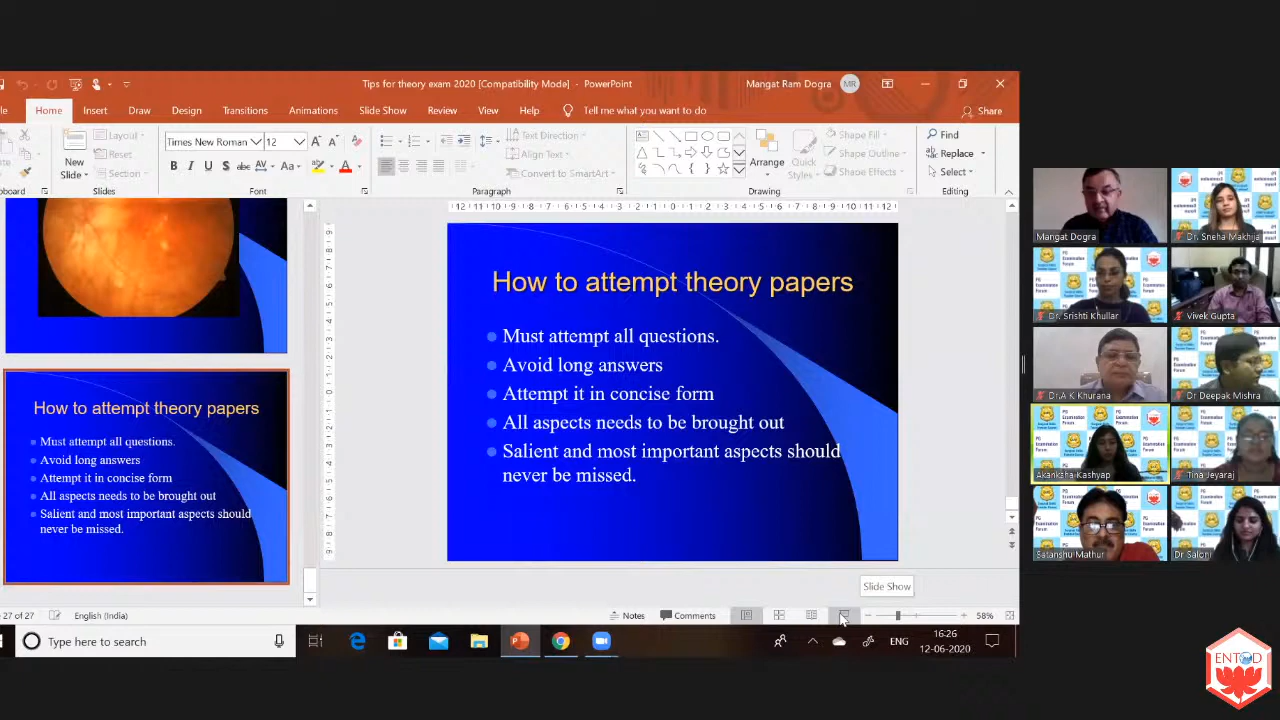 Tips for theory exam 2020 [Compatibility Mode] - PowerPoint
Mangat Ram Dogra
MR
Home Insert Draw Design Transitions Animations Slide Show Review View Help Tell me what you want to do
Share
New Slide
Layout
Reset
Section
Slides
Times New Roman 12
Font
Text Direction
Align Text
Convert to SmartArt
Paragraph
Arrange
Quick Styles
Shape Fill
Shape Outline
Shape Effects
Drawing
Find
Replace
Select
Editing
How to attempt theory papers
Must attempt all questions.
Avoid long answers
Attempt it in concise form
All aspects needs to be brought out
Salient and most important aspects should
never be missed.
How to attempt theory papers
Must attempt all questions.
Avoid long answers
Attempt it in concise form
All aspects needs to be brought out
Salient and most important aspects should
never be missed.
Slide Show
27 of 27 English (India)
Notes Comments 58%
Type here to search
ENG
16-26
12-06-2020
Mangat Dogra
Dr. Sneha Makhija
Dr. Srishti Khullar
Vivek Gupta
Dr.A K Khurana
Dr Deepak Mishra
Akanksha Kashyap
Tina Jeyaraj
Satanshu Mathur
Dr Saloni
ENTOD